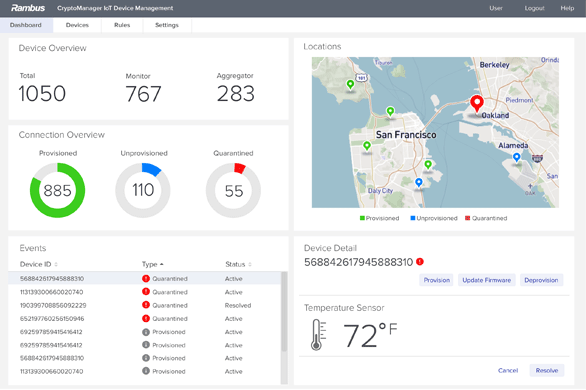 Rambus CryptoManager IoT Device Management User Logout Help
Dashboard Devices Rules Settings
Device Overview
Total Monitor Aggregator
1050 767 283
Connection Overview
Provisioned Unprovisioned Quarantined
885 110 55
Locations
Berkeley
101
Piedmont
Oakland
San Francisco
Alameda
Daly City
Provisioned Unprovisioned Quarantined
Events
Device ID Type Status
568842617945888310 Quarantined Active
113139300660020740 Quarantined Active
190399708856092229 Quarantined Resolved
652197760256150946 Quarantined Active
692597859415416412 Provisioned Active
692597859415416412 Provisioned Active
568842617945888310 Provisioned Active
113139300660020740 Provisioned Active
Device Detail
568842617945888310
Provision Update Firmware Deprovision
Temperature Sensor
72°F
Cancel Resolve